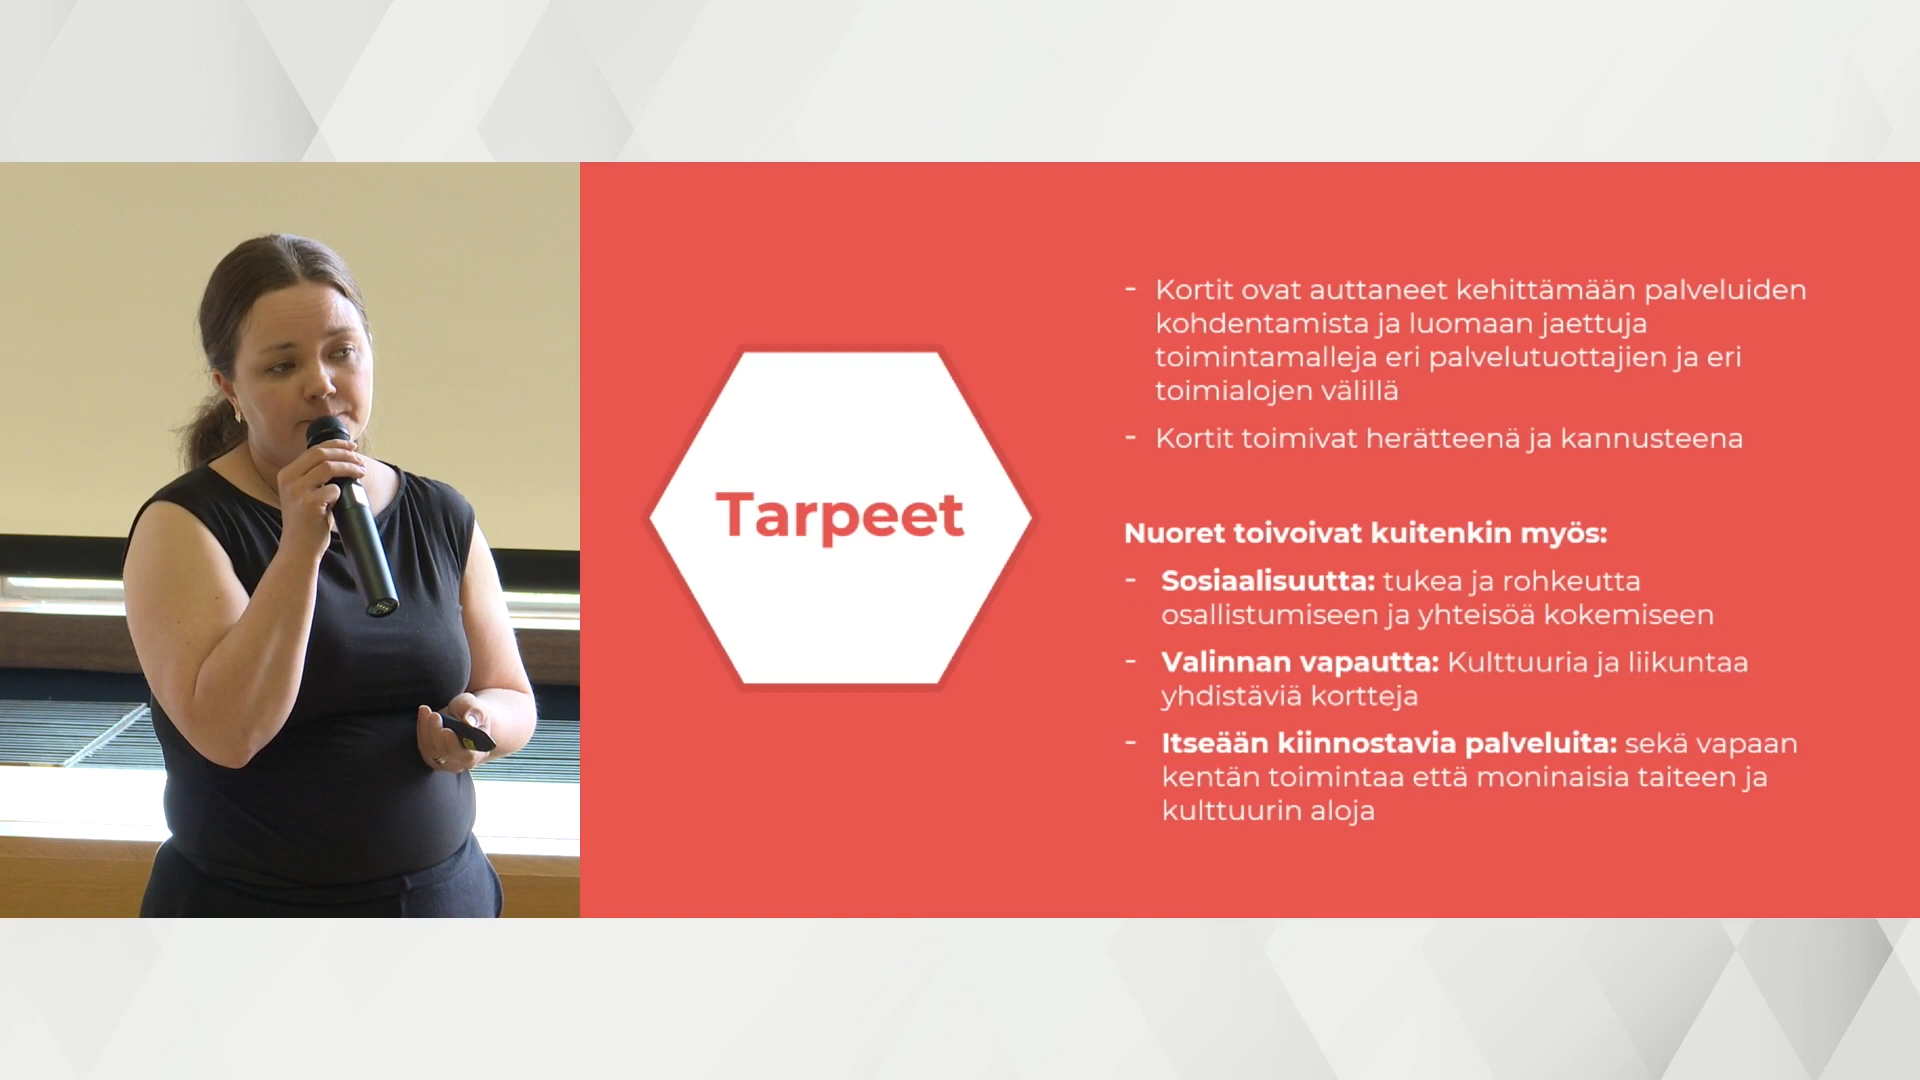 Tarpeet
- Kortit ovat auttaneet kehittämään palveluiden
kohdentamista ja luomaan jaettuja
toimintamalleja eri palvelutuottajien ja eri
toimialojen välillä
- Kortit toimivat herätteenä ja kannusteena
Nuoret toivoivat kuitenkin myös:
- Sosiaalisuutta: tukea ja rohkeutta
osallistumiseen ja yhteisöä kokemiseen
- Valinnan vapautta: Kulttuuria ja liikuntaa
yhdistäviä kortteja
- Itseään kiinnostavia palveluita: sekä vapaan
kentän toimintaa että moninaisia taiteen ja
kulttuurin aloja